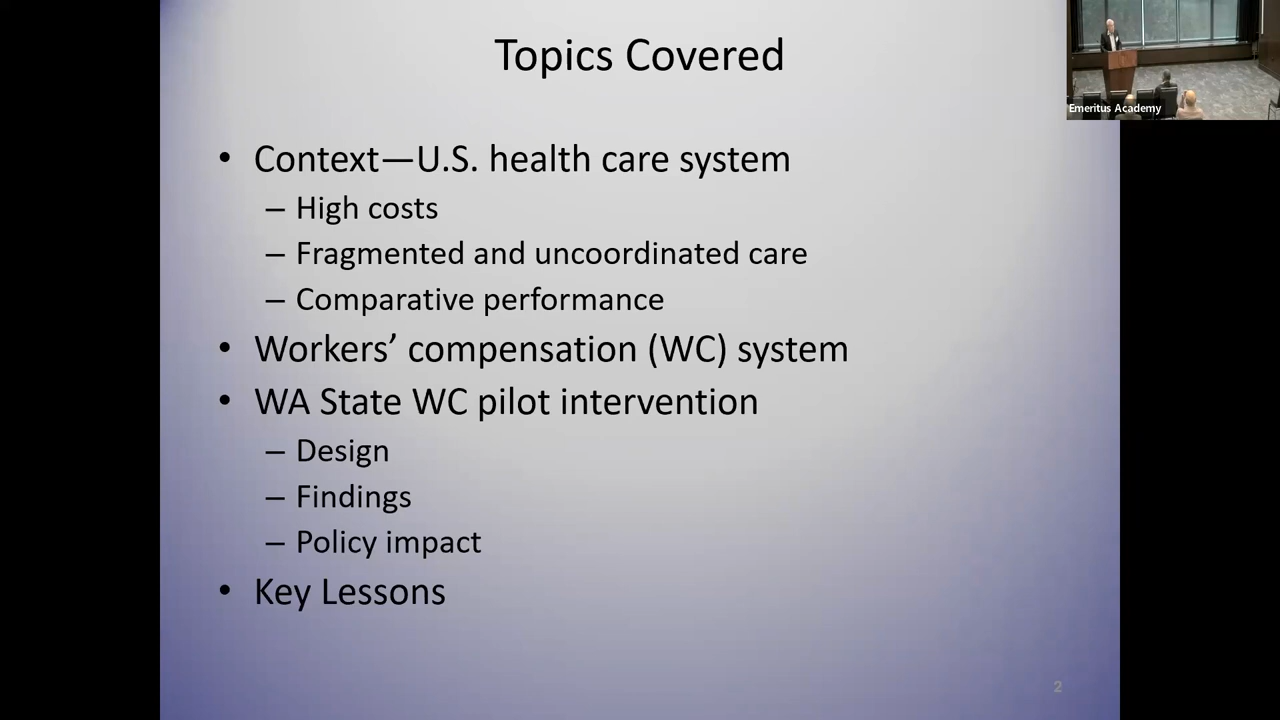 Topics Covered
Emeritus Academy
• Context—U.S. health care system
– High costs
– Fragmented and uncoordinated care
– Comparative performance
• Workers’ compensation (WC) system
• WA State WC pilot intervention
– Design
– Findings
– Policy impact
• Key Lessons
2